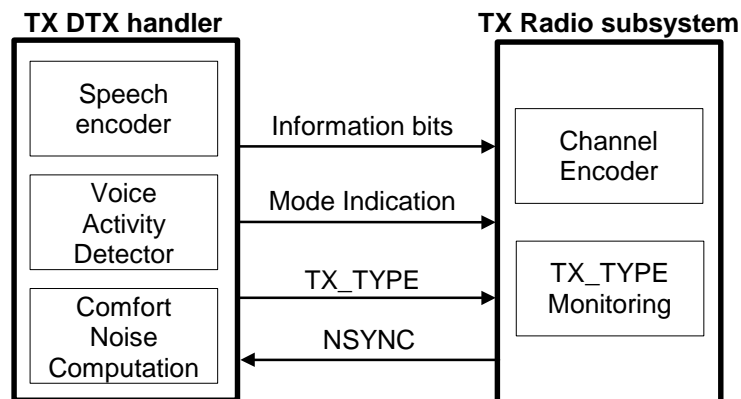 TX DTX handler
TX Radio subsystem
Speech
encoder
Information bits
Channel
Encoder
Voice
Activity
Detector
Mode Indication
TX_TYPE
TX_TYPE
Monitoring
Comfort
Noise
Computation
NSYNC